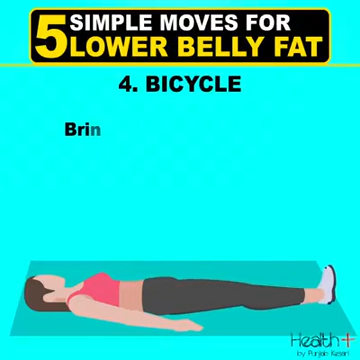 5 SIMPLE MOVES FOR
LOWER BELLY FAT
4. BICYCLE
Brin
Health+
by Punjab Kesari